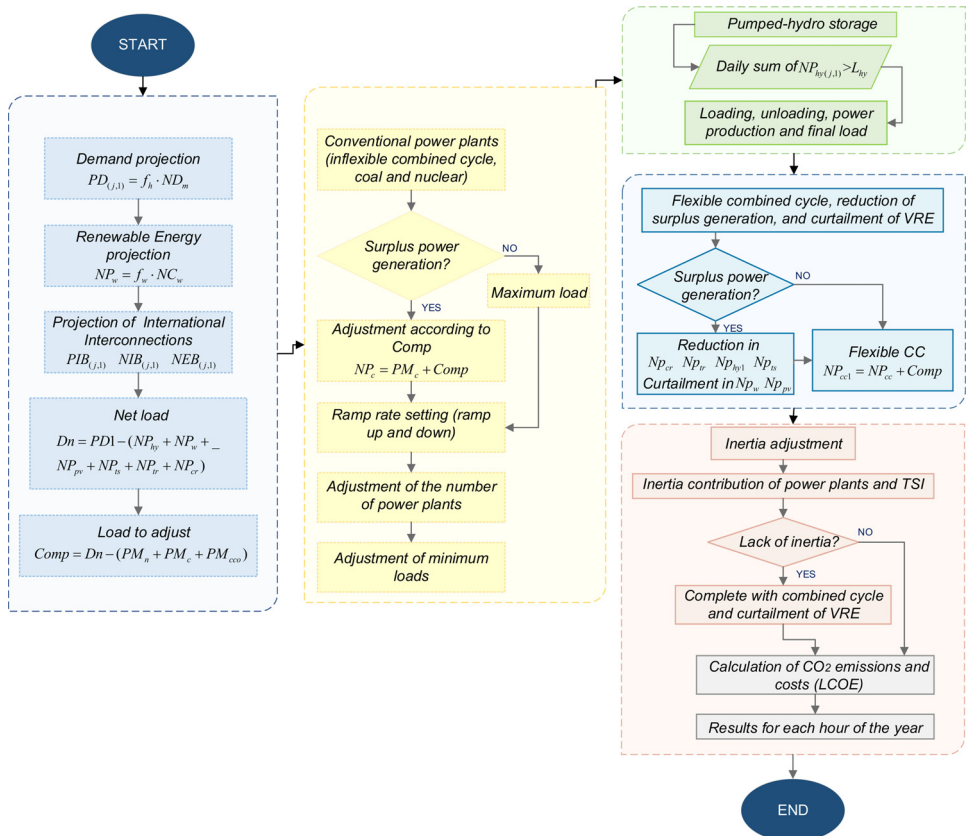 START
Demand projection
PD(j,1) = fh · NDm
Renewable Energy
projection
NPw = fw · NCw
Projection of International
Interconnections
PIB(j,1) NIB(j,1) NEB(j,1)
Net load
Dn = PD1−(NPhy + NPw + _
NPpv + NPts + NPtr + NPcr)
Load to adjust
Comp = Dn−(PMn + PMc + PMcco)
Conventional power plants
(inflexible combined cycle,
coal and nuclear)
Surplus power
generation?
NO
Maximum load
YES
Adjustment according to
Comp
NPc = PMc + Comp
Ramp rate setting (ramp
up and down)
Adjustment of the number
of power plants
Adjustment of minimum
loads
Pumped-hydro storage
Daily sum of NPhy(j,1)>Lhy
Loading, unloading, power
production and final load
Flexible combined cycle, reduction of
surplus generation, and curtailment of VRE
Surplus power
generation?
NO
YES
Reduction in
Npcr Nptr Nphy1 Npts
Curtailment in Npw Nppv
Flexible CC
NPcc1 = NPcc + Comp
Inertia adjustment
Inertia contribution of power plants and TSI
Lack of inertia?
NO
YES
Complete with combined cycle
and curtailment of VRE
Calculation of CO2 emissions and
costs (LCOE)
Results for each hour of the year
END